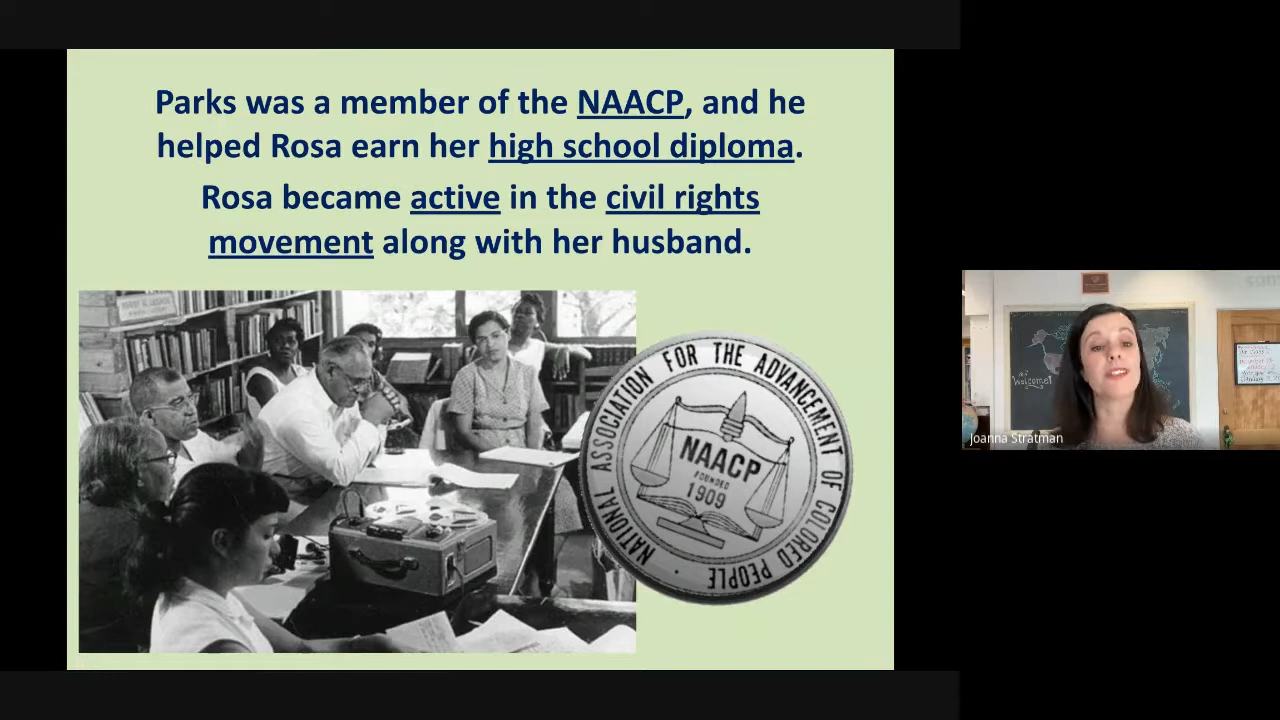 Parks was a member of the NAACP, and he
helped Rosa earn her high school diploma.
Rosa became active in the civil rights
movement along with her husband.
NATIONAL ASSOCIATION FOR THE ADVANCEMENT OF COLORED PEOPLE
NAACP
FOUNDED
1909
Welcome!
Joanna Stratman